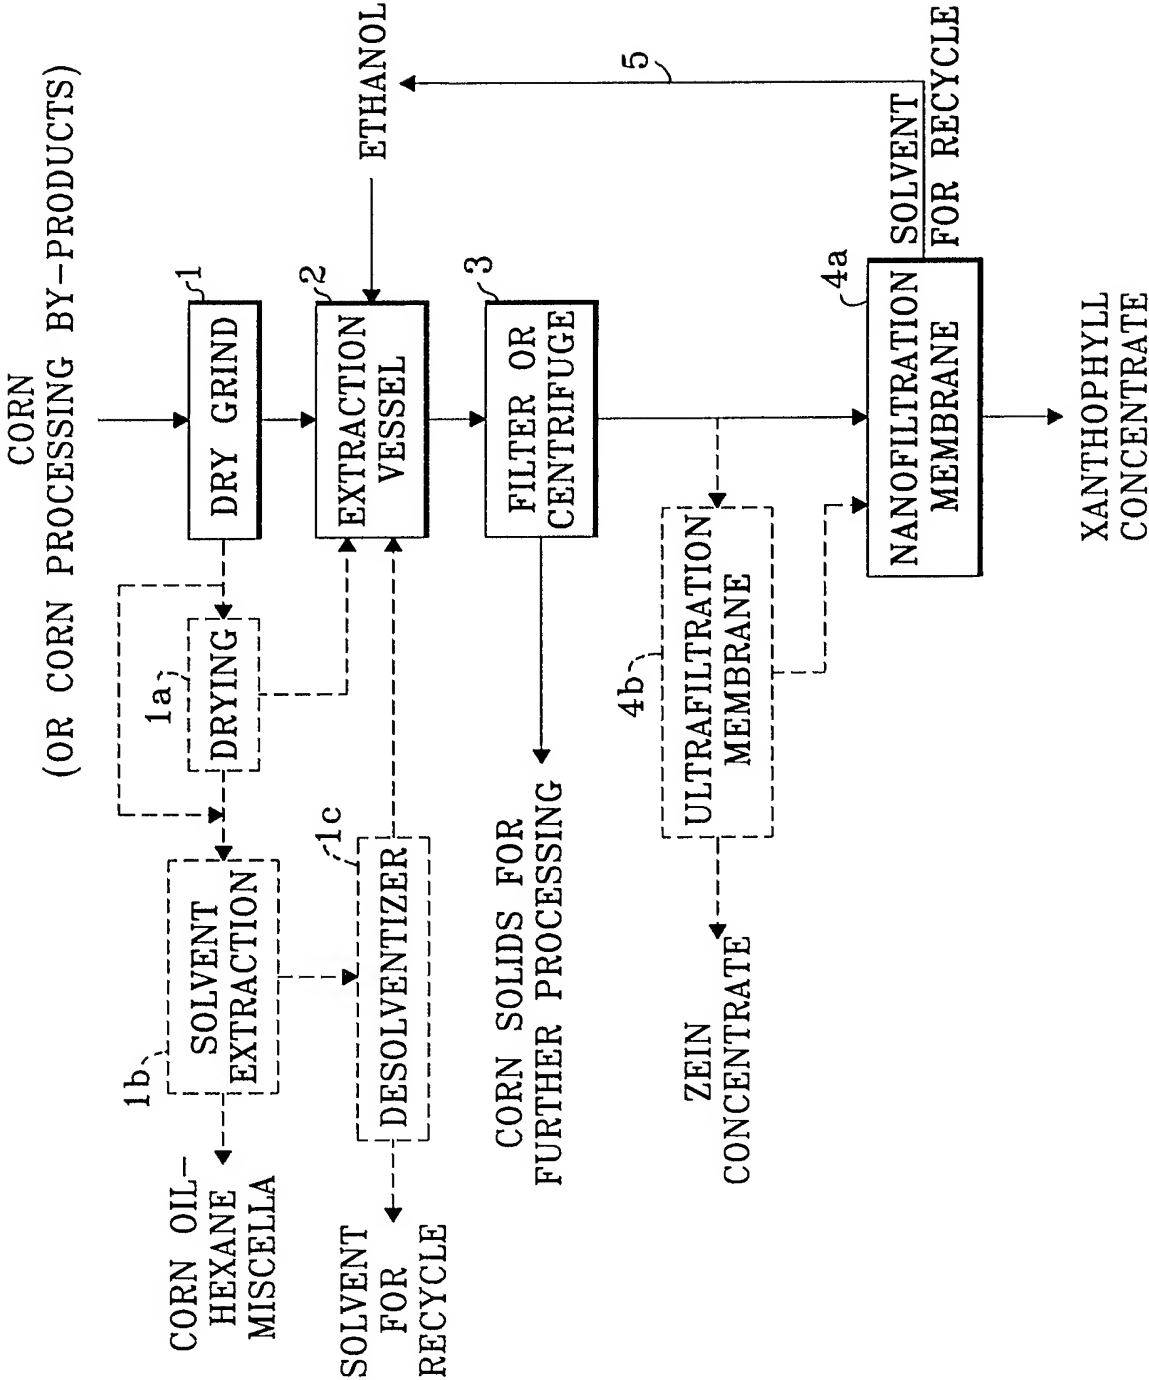 CORN
(OR CORN PROCESSING BY-PRODUCTS)
1
DRY GRIND
1a
DRYING
1b
SOLVENT
EXTRACTION
CORN OIL-
HEXANE
MISCELLA
ETHANOL
2
EXTRACTION
VESSEL
1c
DESOLVENTIZER
SOLVENT
FOR
RECYCLE
3
FILTER OR
CENTRIFUGE
CORN SOLIDS FOR
FURTHER PROCESSING
5
4b
ULTRAFILTRATION
MEMBRANE
ZEIN
CONCENTRATE
4a
NANOFILTRATION
MEMBRANE
SOLVENT
FOR RECYCLE
XANTHOPHYLL
CONCENTRATE